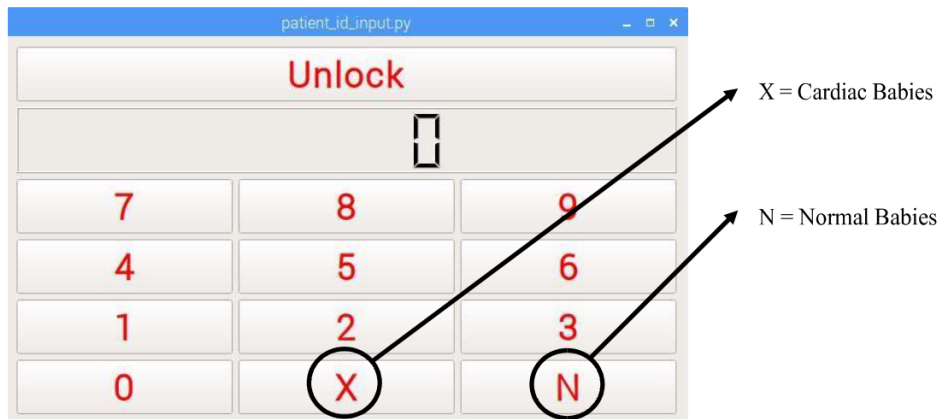 patient_id_input.py
Unlock
0
X = Cardiac Babies
7 8 9
N = Normal Babies
4 5 6
1 2 3
0 X N